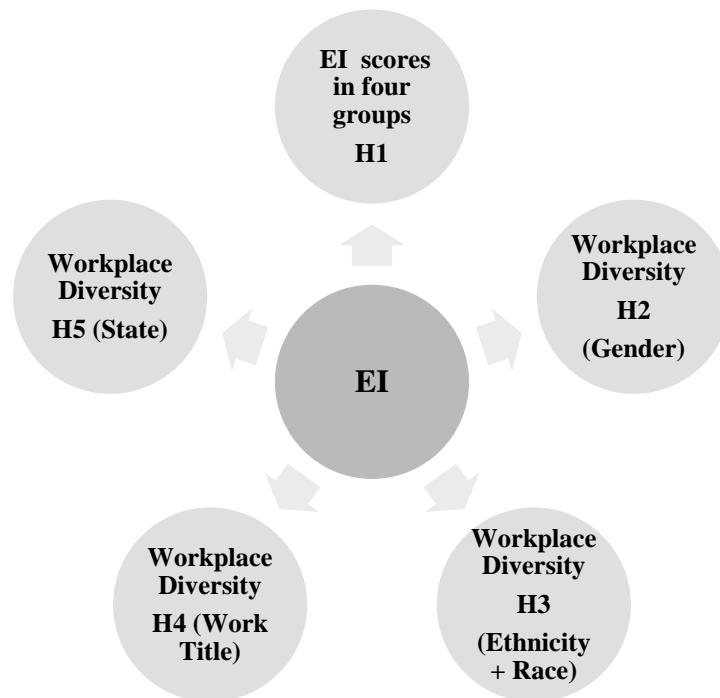 EI scores
in four
groups
H1
Workplace
Diversity
H2
(Gender)
Workplace
Diversity
H3
(Ethnicity
+ Race)
Workplace
Diversity
H4 (Work
Title)
Workplace
Diversity
H5 (State)
EI